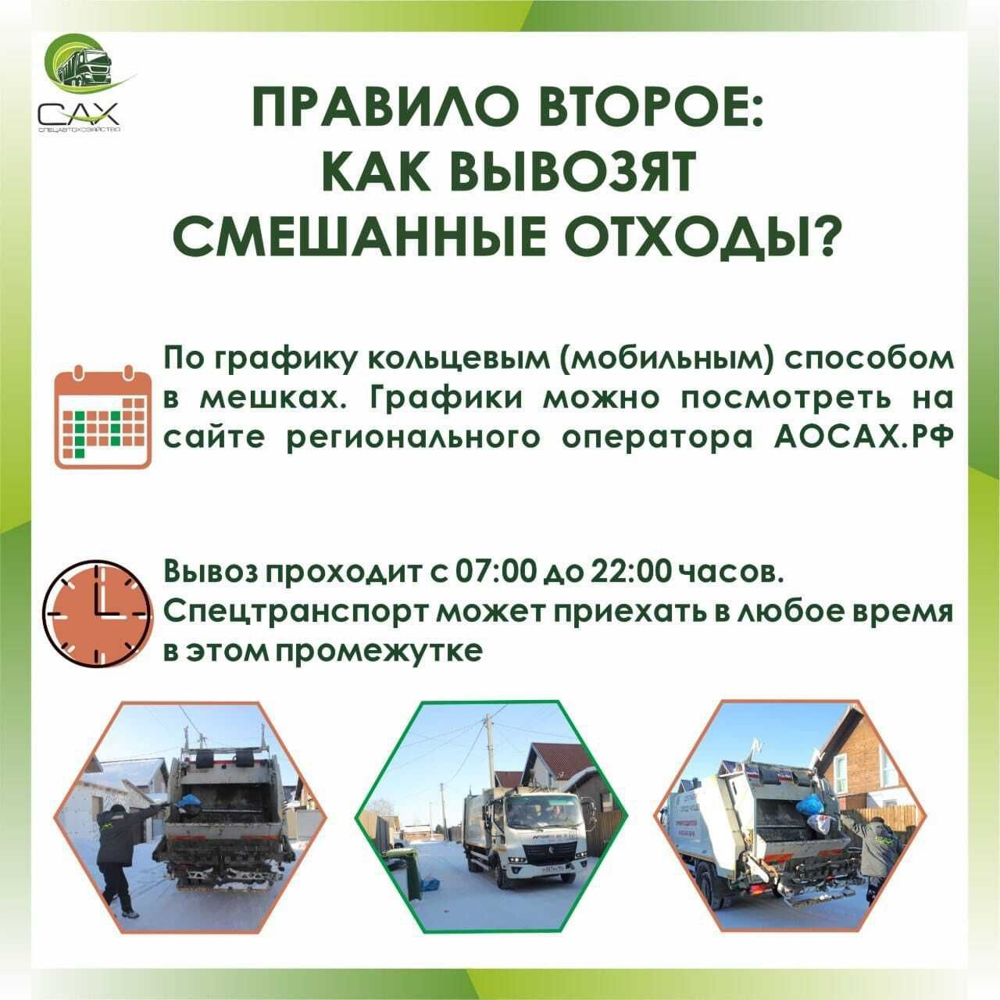 САХ
СПЕЦАВТОХОЗЯЙСТВО
ПРАВИЛО ВТОРОЕ:
КАК ВЫВОЗЯТ
СМЕШАННЫЕ ОТХОДЫ?
По графику кольцевым (мобильным) способом
в мешках. Графики можно посмотреть на
сайте регионального оператора АОСАХ.РФ
Вывоз проходит с 07:00 до 22:00 часов.
Спецтранспорт может приехать в любое время
в этом промежутке